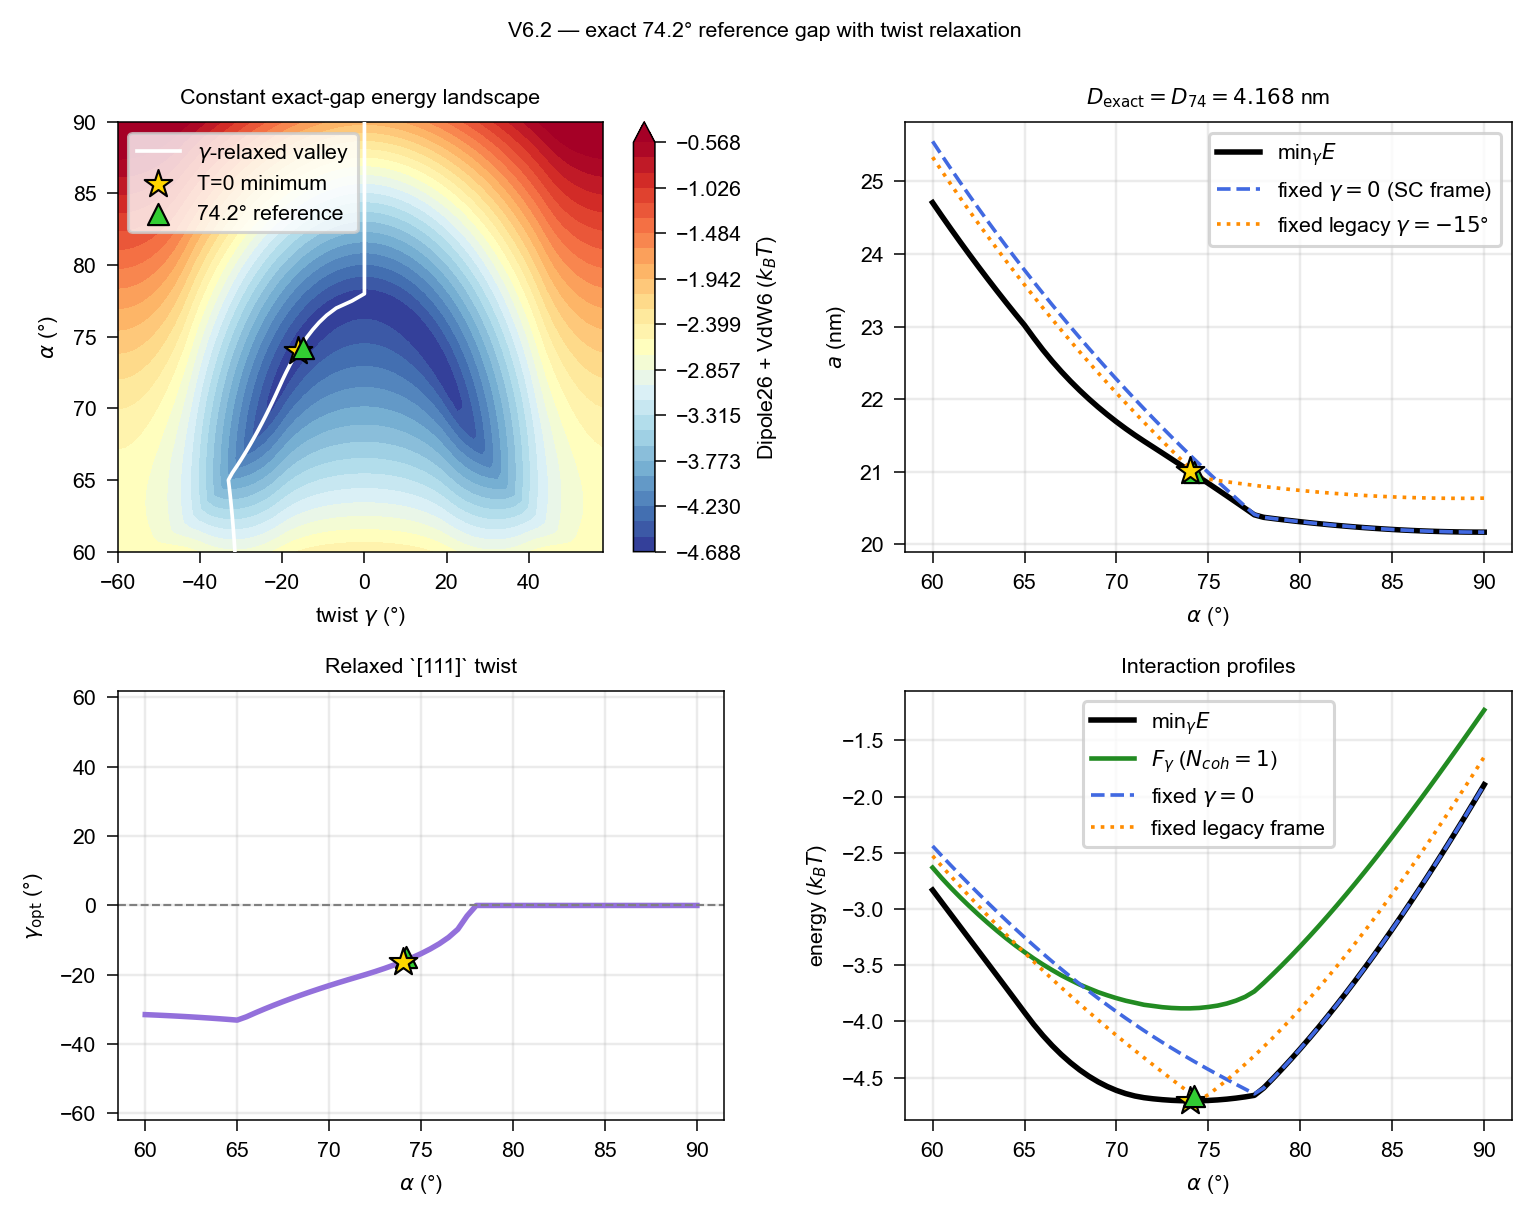 V6.2 — exact 74.2° reference gap with twist relaxation
Constant exact-gap energy landscape
γ-relaxed valley
T=0 minimum
74.2° reference
90
85
80
75
70
65
60
α (°)
−60
−40
−20
0
20
40
twist γ (°)
−0.568
−1.026
−1.484
−1.942
−2.399
−2.857
−3.315
−3.773
−4.230
−4.688
Dipole26 + VdW6 (k_BT)
D_exact = D_74 = 4.168 nm
min_γE
fixed γ = 0 (SC frame)
fixed legacy γ = −15°
25
24
23
22
21
20
a (nm)
60
65
70
75
80
85
90
α (°)
Relaxed `[111]` twist
60
40
20
0
−20
−40
−60
γ_opt (°)
60
65
70
75
80
85
90
α (°)
Interaction profiles
min_γE
F_γ (N_coh = 1)
fixed γ = 0
fixed legacy frame
−1.5
−2.0
−2.5
−3.0
−3.5
−4.0
−4.5
energy (k_BT)
60
65
70
75
80
85
90
α (°)